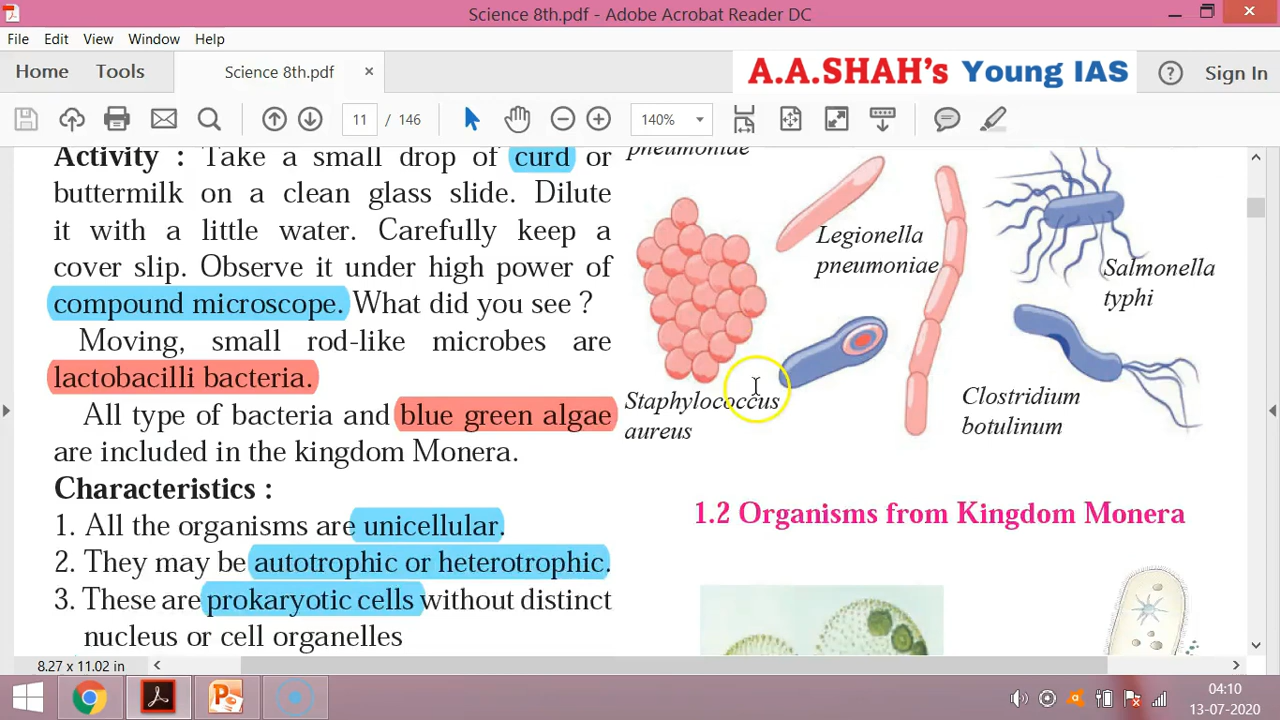 Science 8th.pdf - Adobe Acrobat Reader DC
File Edit View Window Help
Home Tools Science 8th.pdf × A.A.SHAH's Young IAS Sign In
11 / 146 140%
Activity : Take a small drop of curd or
buttermilk on a clean glass slide. Dilute
it with a little water. Carefully keep a
cover slip. Observe it under high power of
compound microscope. What did you see ?
Moving, small rod-like microbes are
lactobacilli bacteria.
All type of bacteria and blue green algae
are included in the kingdom Monera.
Characteristics :
1. All the organisms are unicellular.
2. They may be autotrophic or heterotrophic.
3. These are prokaryotic cells without distinct
nucleus or cell organelles
pneumoniae
Legionella
pneumoniae
Salmonella
typhi
Staphylococcus
aureus
Clostridium
botulinum
1.2 Organisms from Kingdom Monera
8.27 x 11.02 in
04:10
13-07-2020